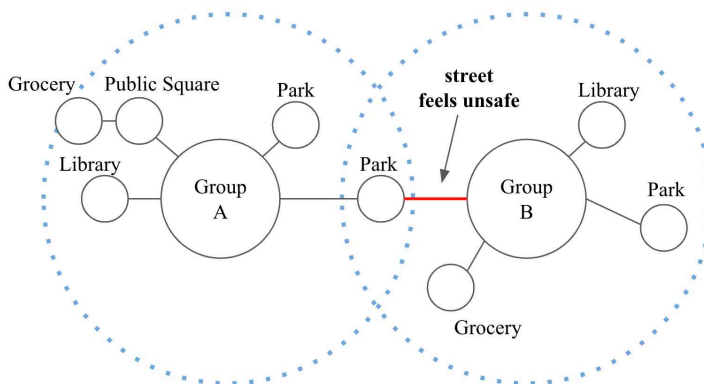 street
feels unsafe
Grocery
Public Square
Park
Library
Library
Park
Group
A
Group
B
Park
Grocery